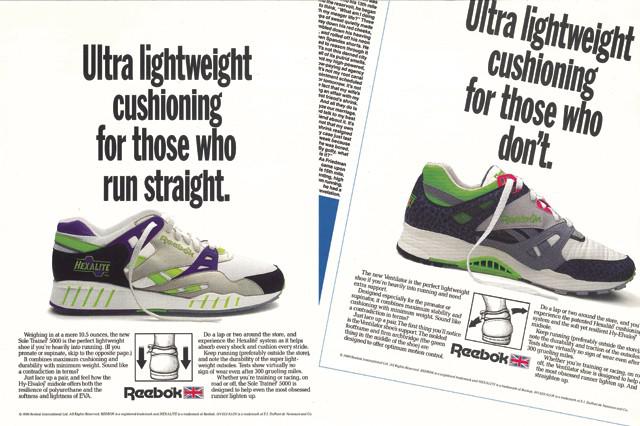 Ultra lightweight
cushioning
for those who
run straight.
HEXALITE
Reebok
Weighing in at a mere 10.5 ounces, the new
Sole Trainer 5000 is the perfect lightweight
shoe if you're heavily into running. (If you
pronate or supinate, skip to the opposite page.)
It combines maximum cushioning and
durability with minimum weight. Sound like
a contradiction in terms?
Just lace up a pair, and feel how the
Hy-Elvaloy midsole offers both the
resilience of polyurethane and the
softness and lightness of EVA.
Reebok
Do a lap or two around the store, and
experience the Hexalite system as it helps
absorb every shock and cushion every stride.
Keep running (preferably outside the store),
and note the durability of the super light-
weight outsoles. Tests show virtually no
sign of wear even after 300 grueling miles.
Whether you're training or racing, on
road or off, the Sole Trainer 5000 is
designed to help even the most obsessed
runner lighten up.
Ultra lightweight
cushioning
for those who
don't.
Reebok
The new Ventilator is the perfect lightweight
shoe if you're heavily into running and need
extra support.
Designed especially for the pronator or
supinator, it combines maximum stability and
cushioning with minimum weight. Sound like
a contradiction in terms?
Just lace up a pair. The first thing you'll notice
is the Ventilator shoe's support. The molded
footframe and firm arch bridge (the green
thing in the middle of the shoe) were
designed to offer optimum motion control.
Reebok
Do a lap or two around the store, and
experience the patented Hexalite cushioning
system and the soft yet resilient Hy-Elvaloy
midsole.
Keep running (preferably outside the store),
note the durability and traction of the outsoles.
Tests show virtually no signs of wear even after
300 grueling miles.
Whether you're training or racing, on road or
off, the Ventilator shoe is designed to help even
the most obsessed runner lighten up. And
straighten up.